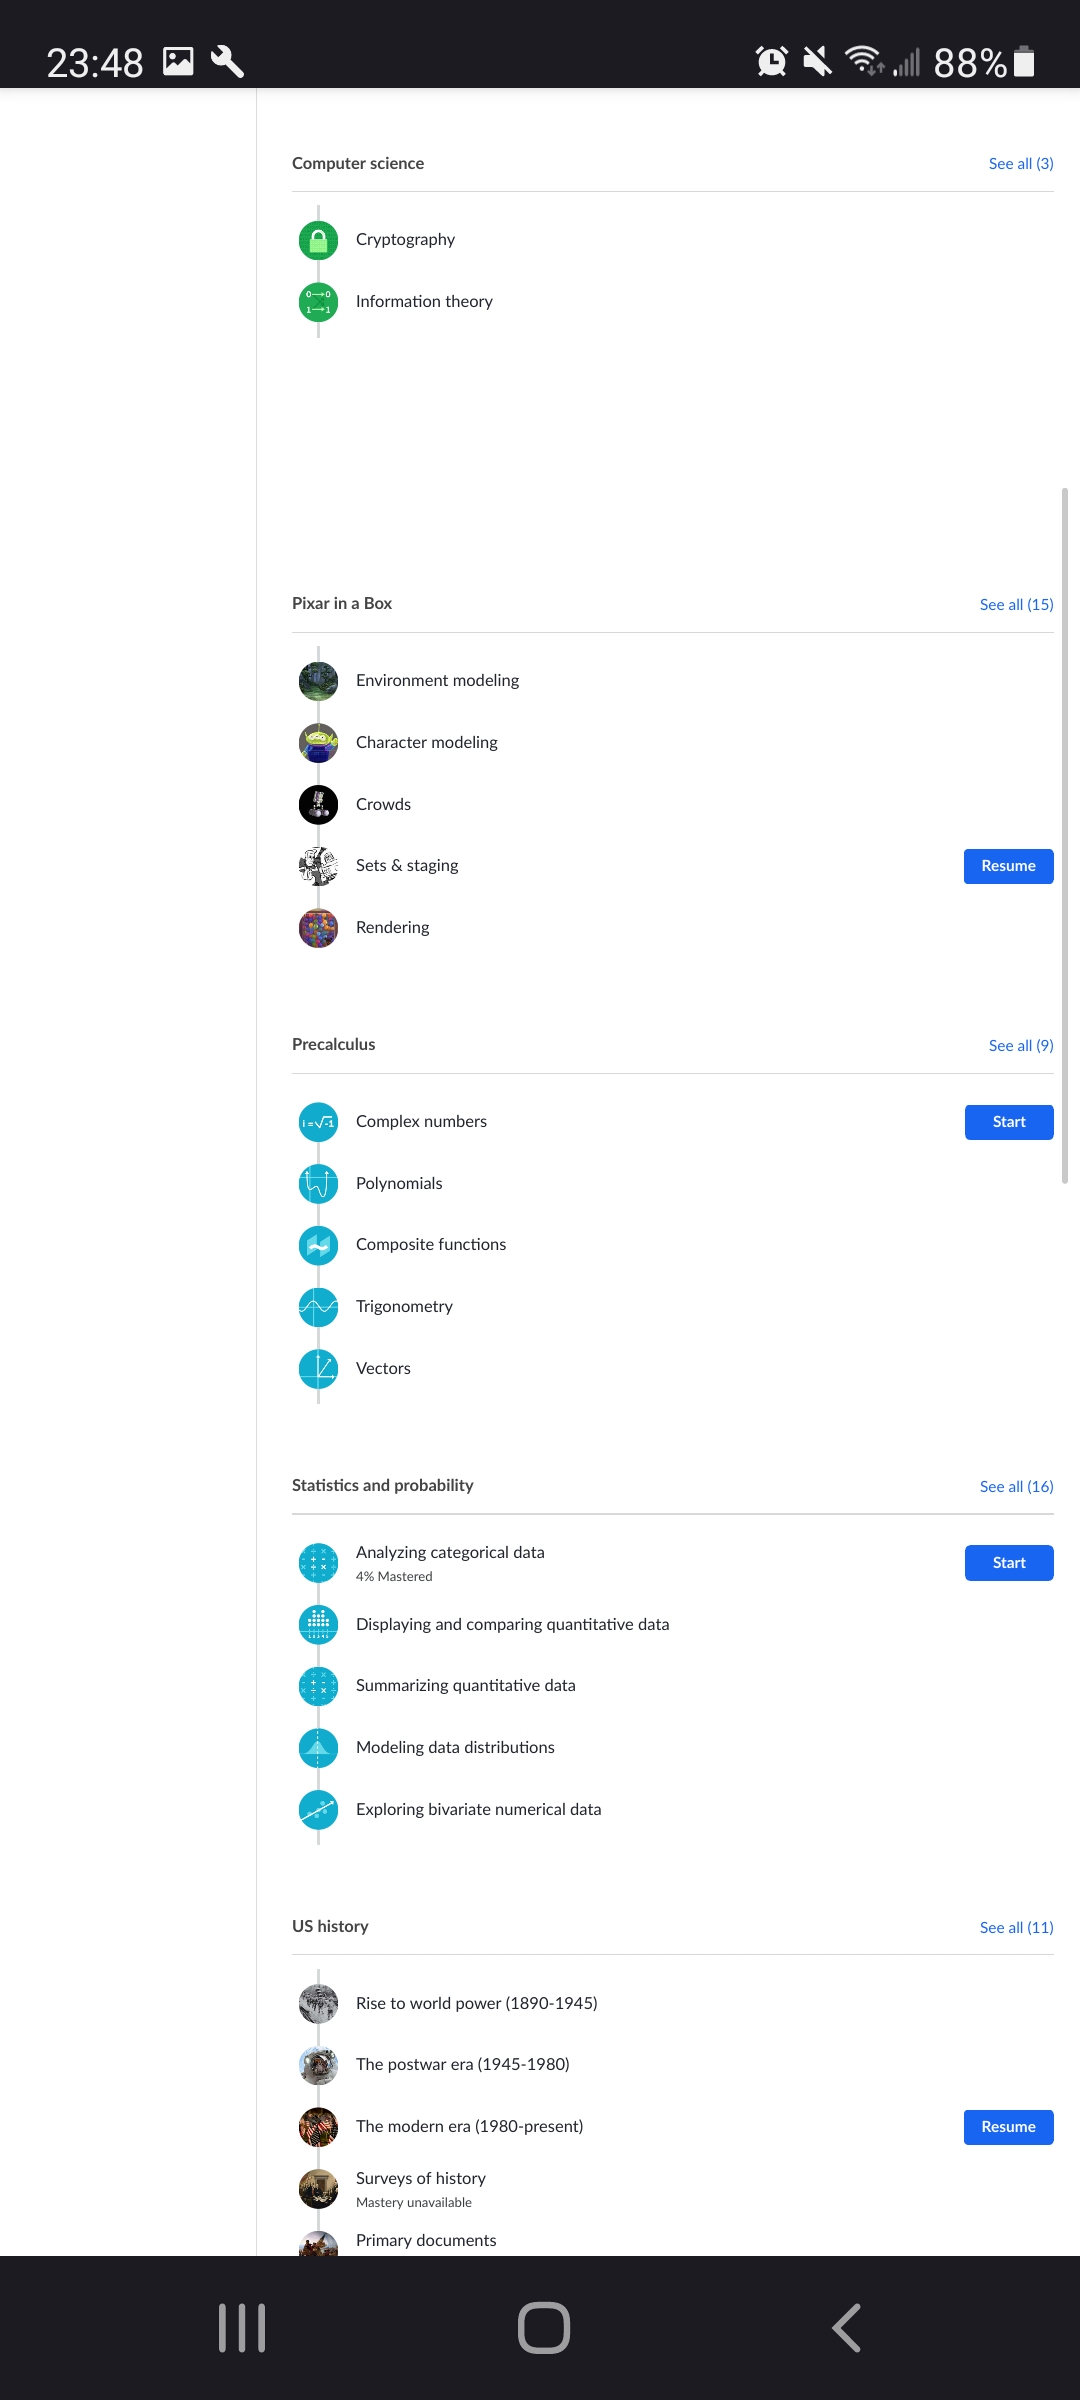 23:48
88%
Computer science
See all (3)
Cryptography
Information theory
Pixar in a Box
See all (15)
Environment modeling
Character modeling
Crowds
Sets & staging
Resume
Rendering
Precalculus
See all (9)
i=√-1
Complex numbers
Start
Polynomials
Composite functions
Trigonometry
Vectors
Statistics and probability
See all (16)
Analyzing categorical data
4% Mastered
Start
Displaying and comparing quantitative data
Summarizing quantitative data
Modeling data distributions
Exploring bivariate numerical data
US history
See all (11)
Rise to world power (1890-1945)
The postwar era (1945-1980)
The modern era (1980-present)
Resume
Surveys of history
Mastery unavailable
Primary documents